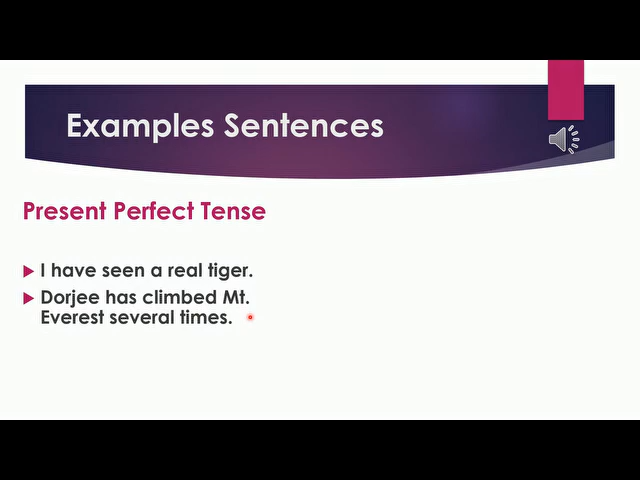 Examples Sentences
Present Perfect Tense
I have seen a real tiger.
Dorjee has climbed Mt.
Everest several times.